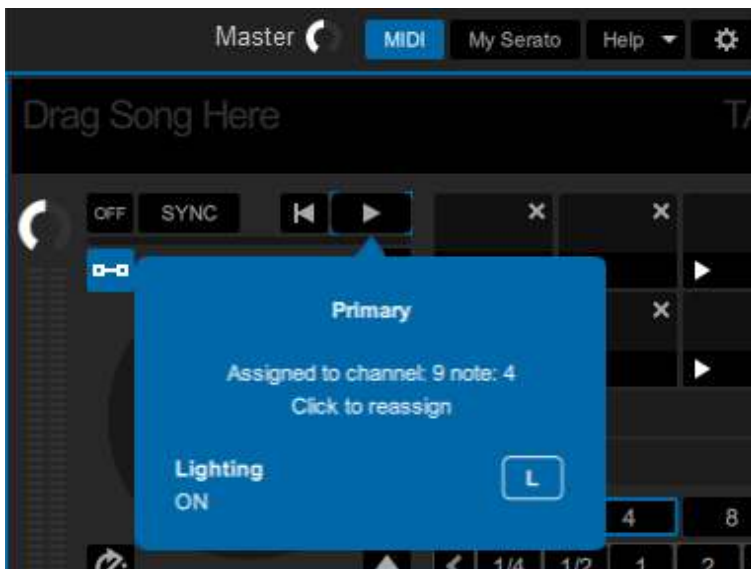 Master MIDI My Serato Help
Drag Song Here
OFF SYNC
Primary
Assigned to channel: 9 note: 4
Click to reassign
Lighting L
ON
4 8
1/4 1/2 1 2